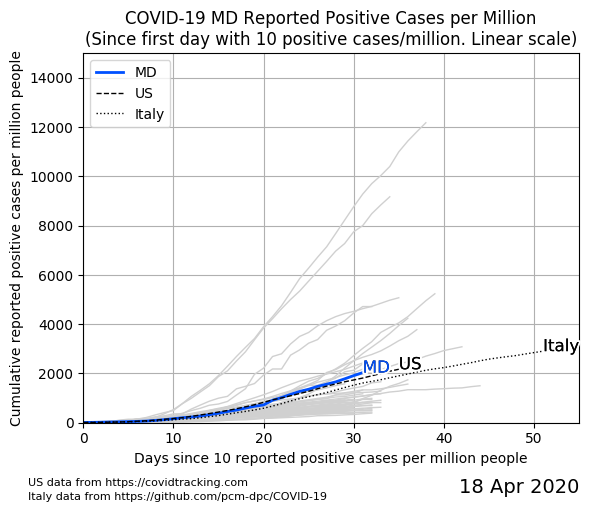 COVID-19 MD Reported Positive Cases per Million
(Since first day with 10 positive cases/million. Linear scale)
Cumulative reported positive cases per million people
14000
12000
10000
8000
6000
4000
2000
0
MD
US
Italy
MD
US
Italy
0
10
20
30
40
50
Days since 10 reported positive cases per million people
US data from https://covidtracking.com
Italy data from https://github.com/pcm-dpc/COVID-19
18 Apr 2020